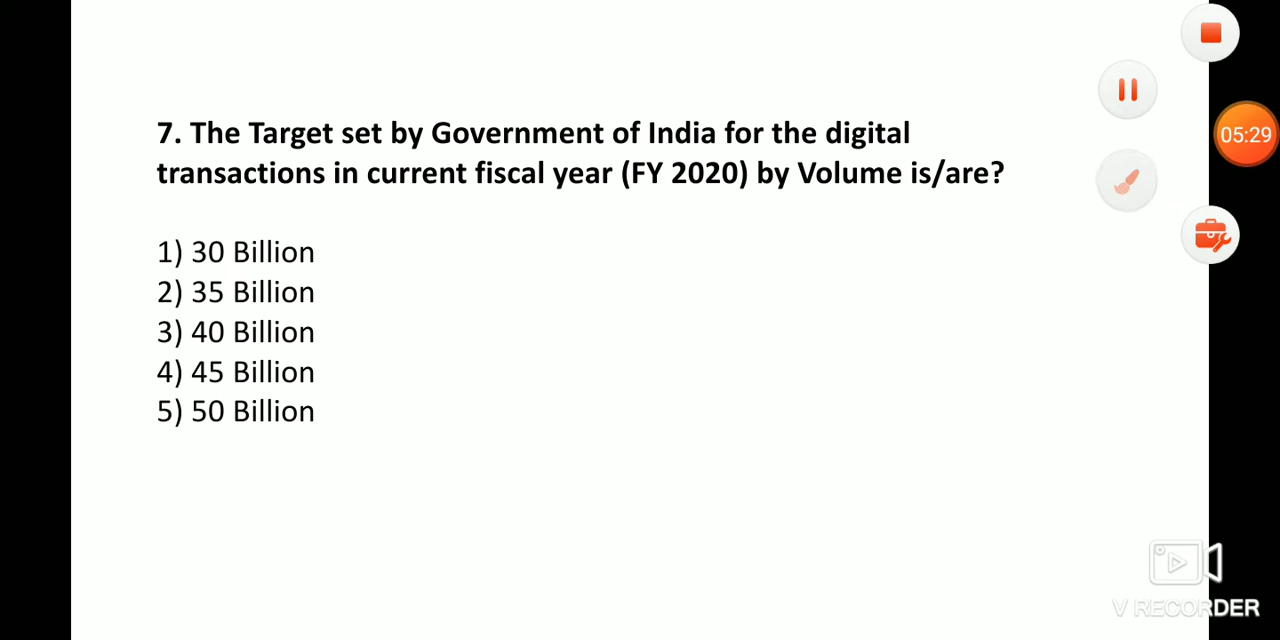 7. The Target set by Government of India for the digital
transactions in current fiscal year (FY 2020) by Volume is/are?
1) 30 Billion
2) 35 Billion
3) 40 Billion
4) 45 Billion
5) 50 Billion
05:29
V RECORDER